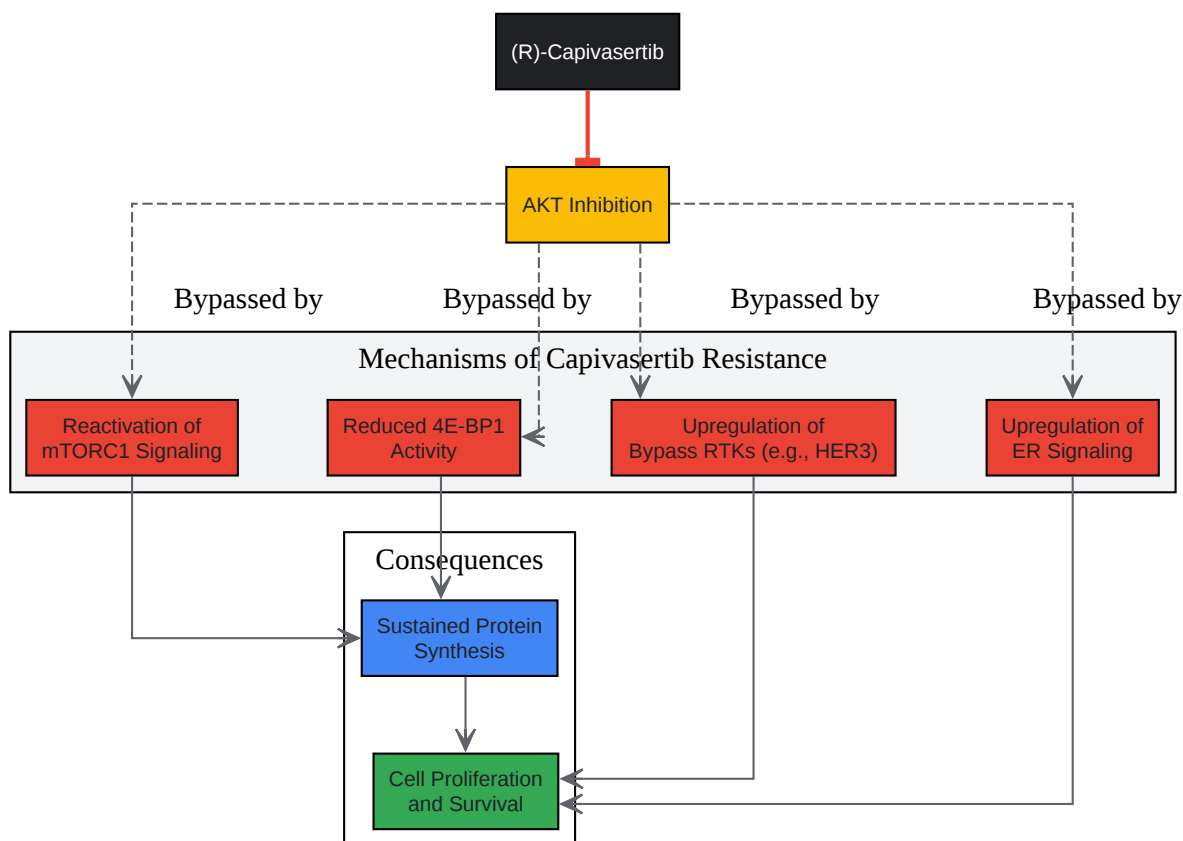 (R)-Capivasertib
AKT Inhibition
Bypassed by
Bypassed by
Bypassed by
Bypassed by
Mechanisms of Capivasertib Resistance
Reactivation of
mTORC1 Signaling
Reduced 4E-BP1
Activity
Upregulation of
Bypass RTKs (e.g., HER3)
Upregulation of
ER Signaling
Consequences
Sustained Protein
Synthesis
Cell Proliferation
and Survival